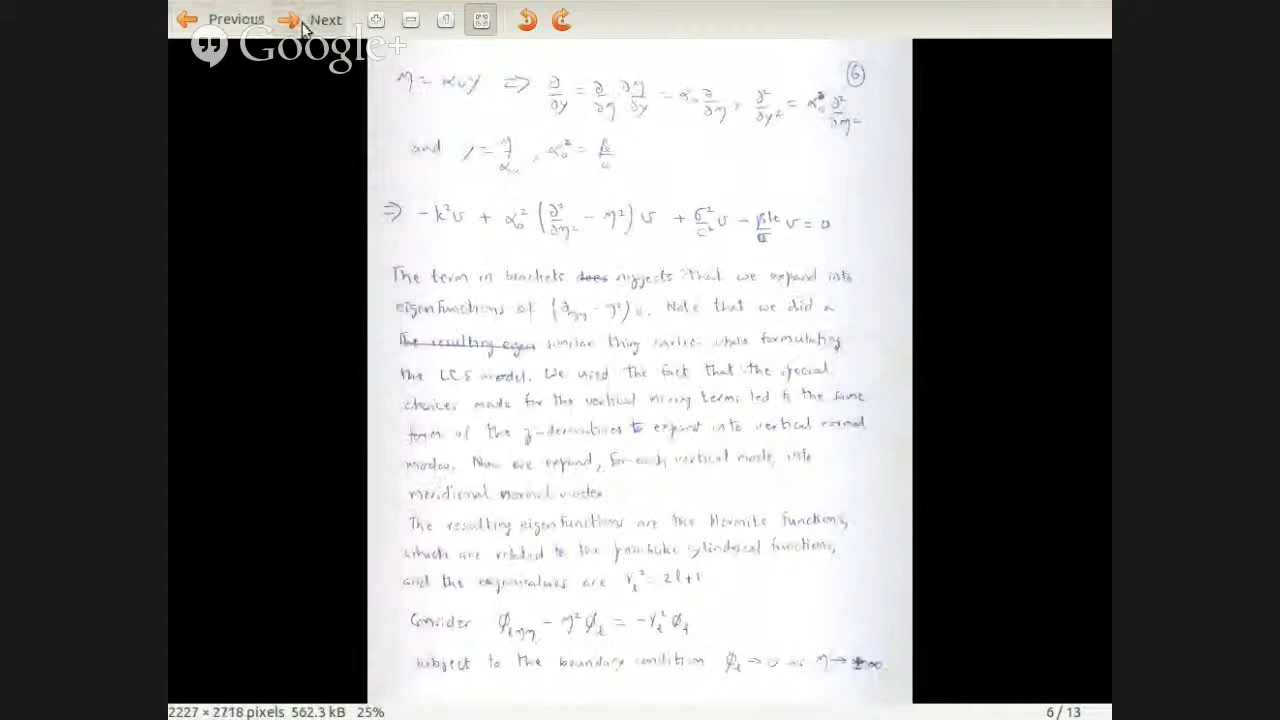 Previous Next
Google+
6
η = α₀y ⇒ ∂/∂y = ∂/∂η ∂η/∂y = α₀ ∂/∂η, ∂²/∂y² = α₀² ∂²/∂η²
and y = η/α₀, α₀² = β/c
⇒ -k²v + α₀² (∂²/∂η² - η²) v + σ²/c² v - βk/σ v = 0
The term in brackets does suggests that we expand into
eigenfunctions of (∂ηη - η²)v. Note that we did a
The resulting eigen similar thing earlier when formulating
the LCS model. We used the fact that the special
choices made for the vertical mixing terms led to the same
form of the z-derivatives to expand into vertical normal
modes. Now we expand, for each vertical mode, into
meridional normal modes
The resulting eigenfunctions are the Hermite functions,
which are related to the parabolic cylindrical functions,
and the eigenvalues are γₗ² = 2l+1
Consider ϕₗηη - η²ϕₗ = -γₗ²ϕₗ
subject to the boundary condition ϕₗ → 0 as η → ±∞.
2227 × 2718 pixels 562.3 kB 25% 6 / 13